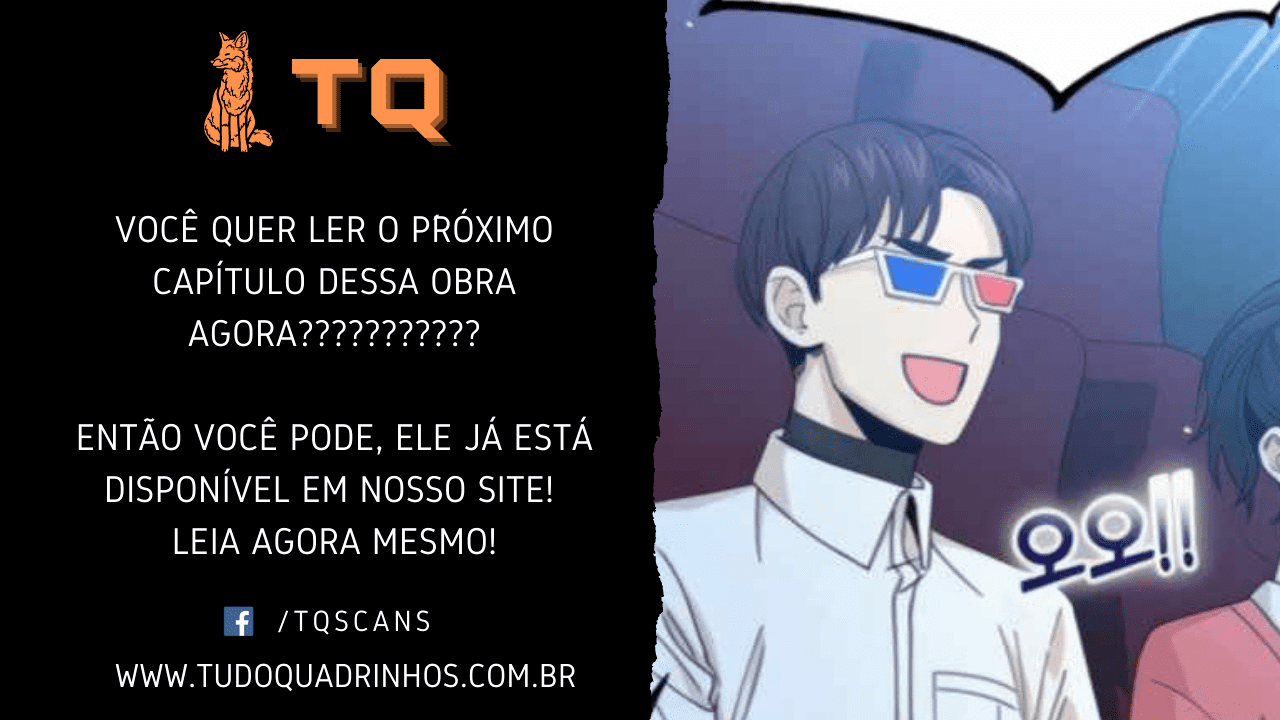 TQ
VOCÊ QUER LER O PRÓXIMO
CAPÍTULO DESSA OBRA
AGORA???????????
ENTÃO VOCÊ PODE, ELE JÁ ESTÁ
DISPONÍVEL EM NOSSO SITE!
LEIA AGORA MESMO!
f /TQSCANS
WWW.TUDOQUADRINHOS.COM.BR
오오!!